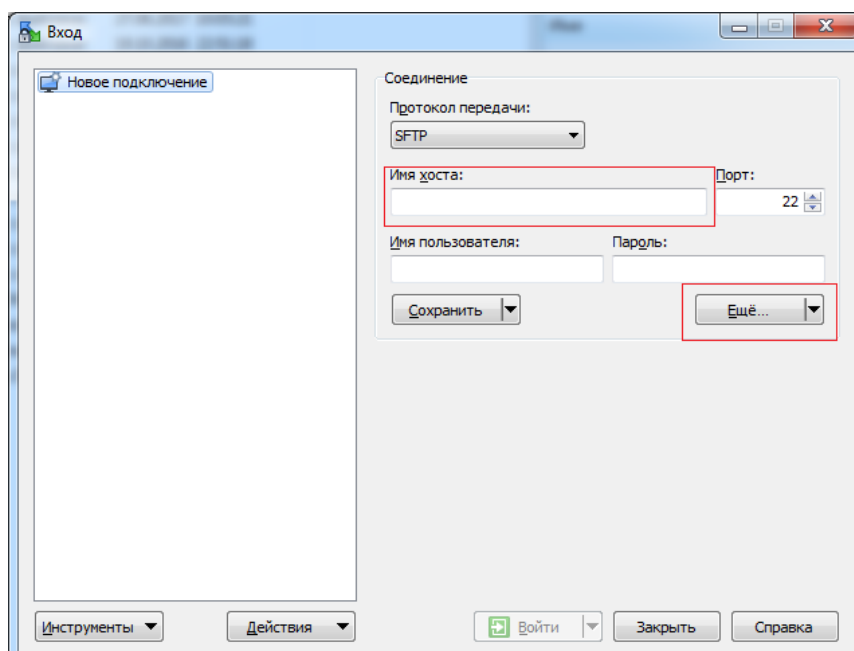 Вход
Новое подключение
Соединение
Протокол передачи:
SFTP
Имя хоста:
Порт:
22
Имя пользователя:
Пароль:
Сохранить
Ещё...
Инструменты
Действия
Войти
Закрыть
Справка